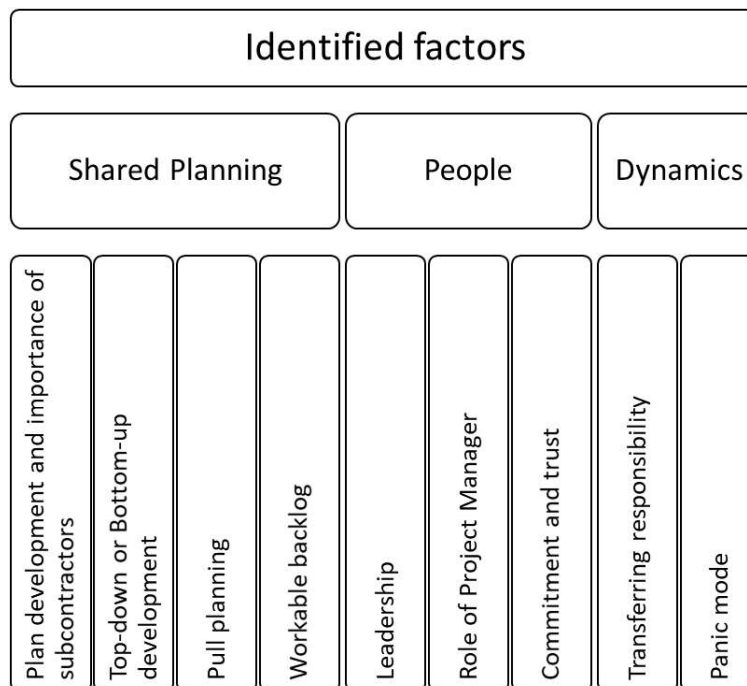 Identified factors
Shared Planning
People
Dynamics
Plan development and importance of
subcontractors
Top-down or Bottom-up
development
Pull planning
Workable backlog
Leadership
Role of Project Manager
Commitment and trust
Transferring responsibility
Panic mode